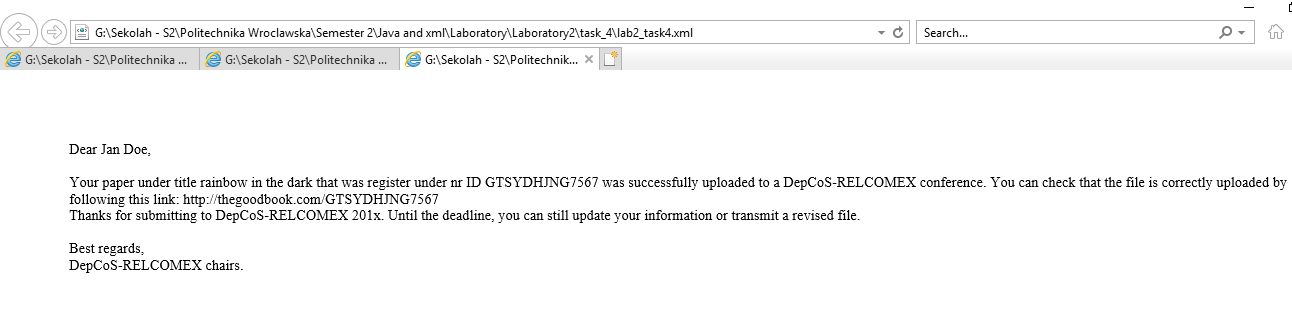 G:\Sekolah - S2\Politechnika Wroclawska\Semester 2\Java and xml\Laboratory\Laboratory2\task_4\lab2_task4.xml
Search...
G:\Sekolah - S2\Politechnika ...
G:\Sekolah - S2\Politechnika ...
G:\Sekolah - S2\Politechnik...
Dear Jan Doe,
Your paper under title rainbow in the dark that was register under nr ID GTSYDHJNG7567 was successfully uploaded to a DepCoS-RELCOMEX conference. You can check that the file is correctly uploaded by
following this link: http://thegoodbook.com/GTSYDHJNG7567
Thanks for submitting to DepCoS-RELCOMEX 201x. Until the deadline, you can still update your information or transmit a revised file.
Best regards,
DepCoS-RELCOMEX chairs.